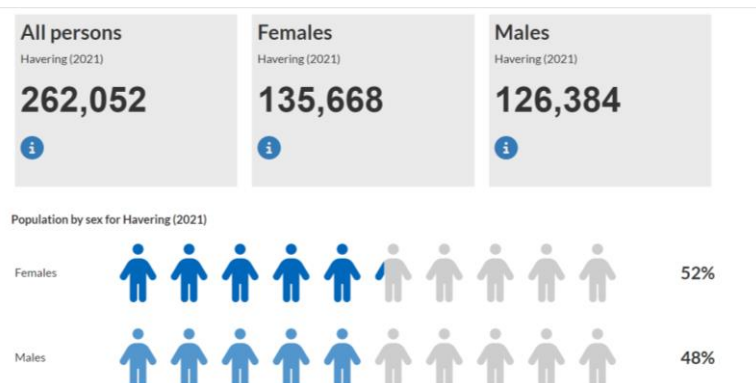 All persons
Havering (2021)
262,052
i
Females
Havering (2021)
135,668
i
Males
Havering (2021)
126,384
i
Population by sex for Havering (2021)
Females
52%
Males
48%